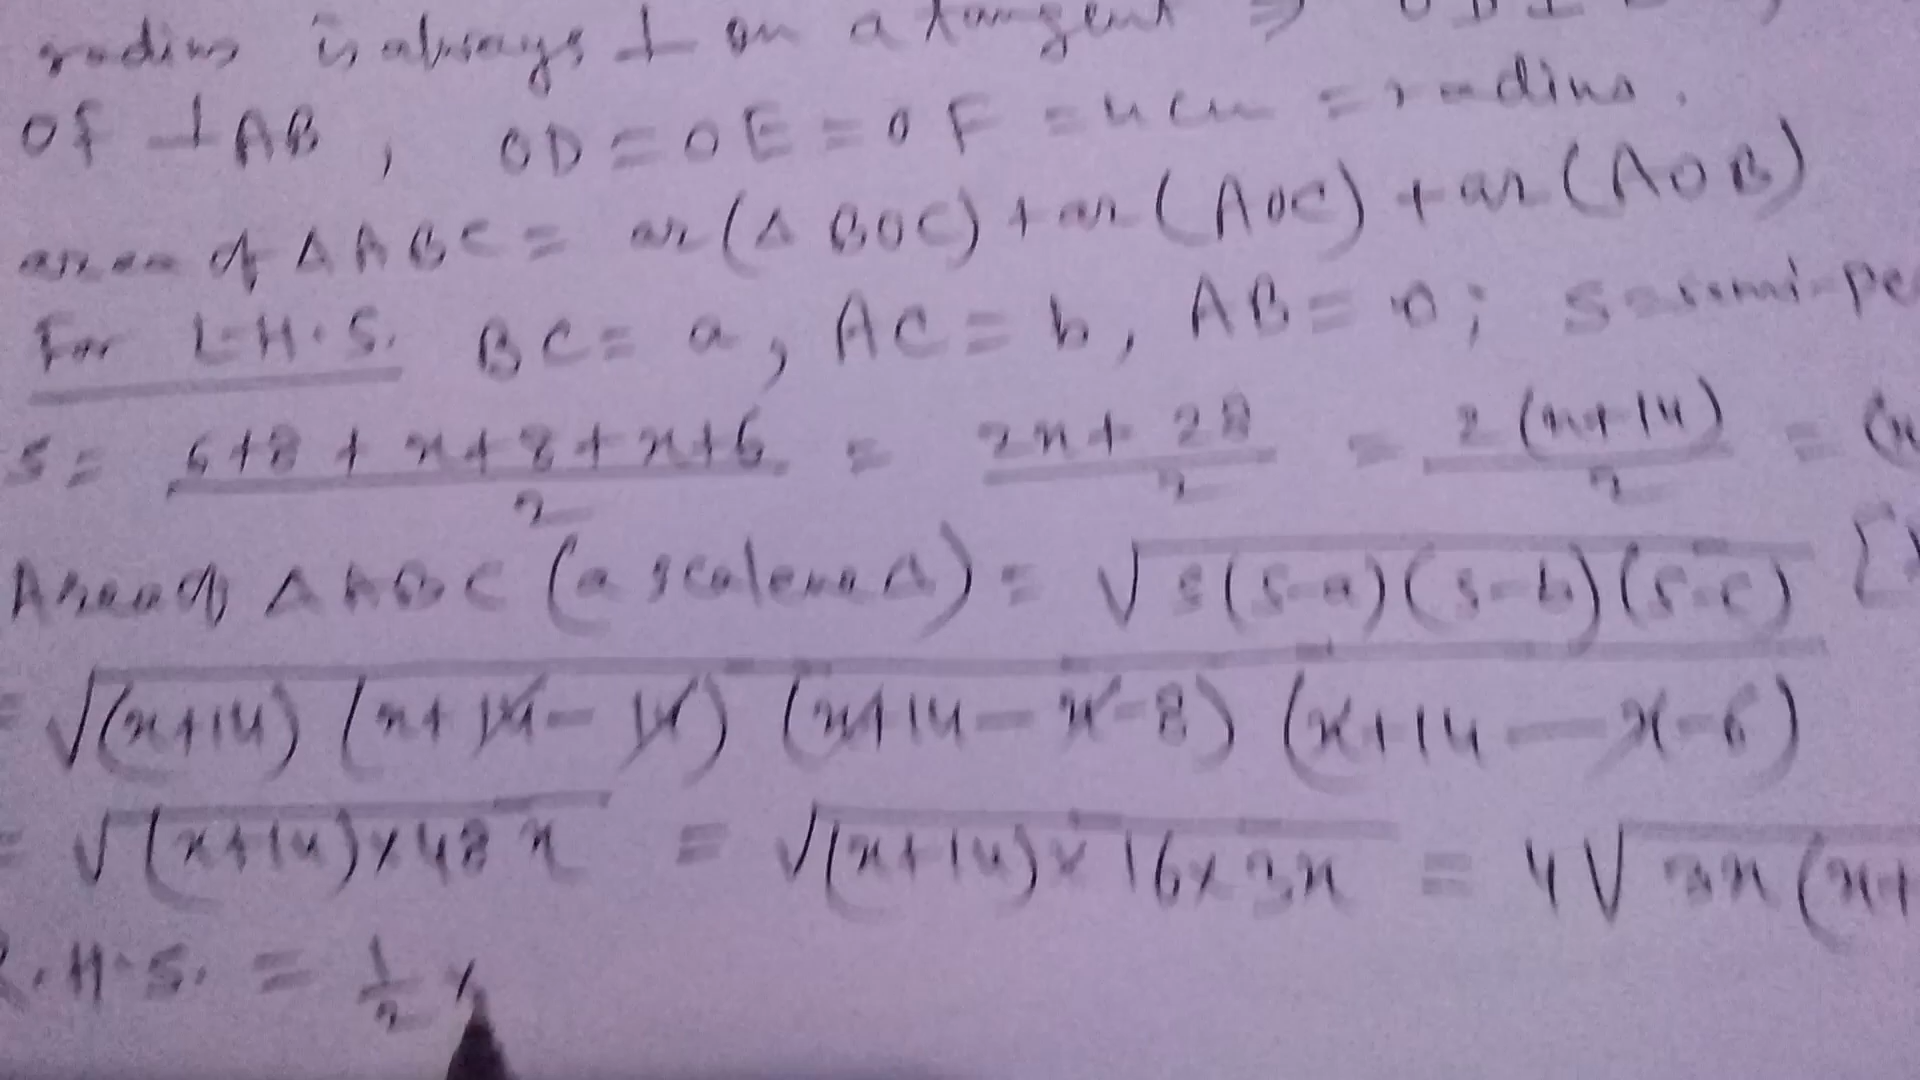 radius is always ⊥ on a tangent ⇒
OF ⊥ AB, OD = OE = OF = 4cm = radius.
area of Δ ABC = ar(Δ BOC) + ar(AOC) + ar(AOB)
For L.H.S. BC = a, AC = b, AB = c; S = semi-pe
S = (6+8+x+8+x+6)/2 = (2x+28)/2 = 2(x+14)/2 = (x
Area of Δ ABC (a scalene Δ) = √s(s-a)(s-b)(s-c) [
= √(x+14) (x+14-14) (x+14-x-8) (x+14-x-6)
= √(x+14)×48x = √(x+14)×16×3x = 4√3x(x+
R.H.S. = 1/2 ×